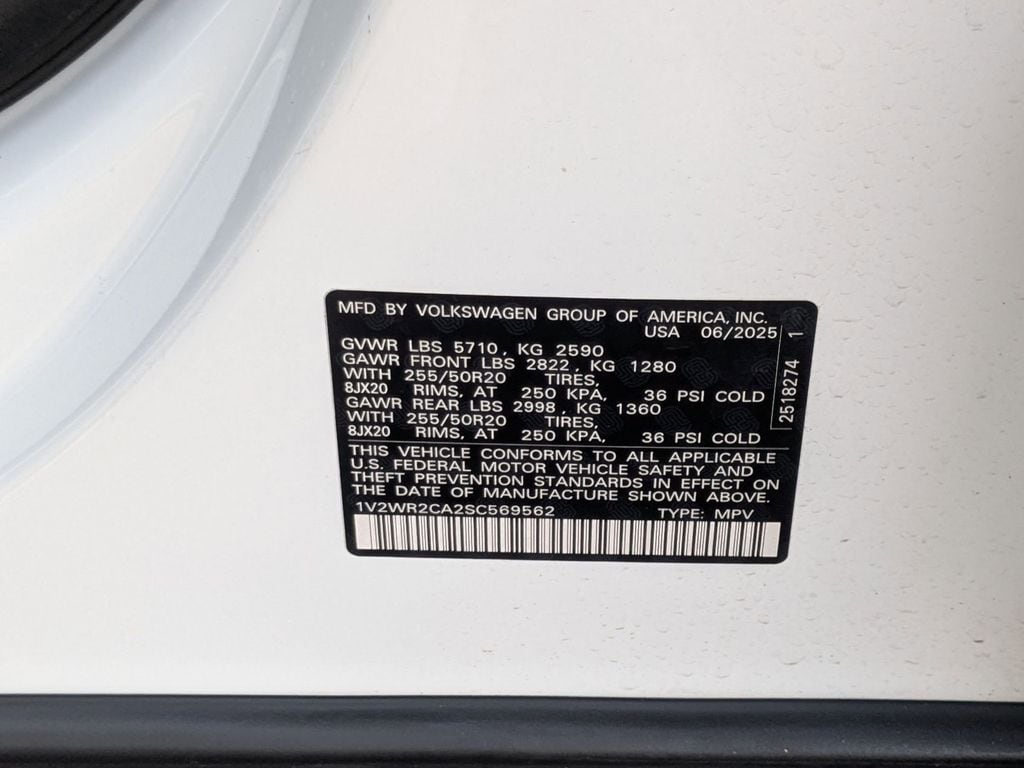 MFD BY VOLKSWAGEN GROUP OF AMERICA, INC.
USA 06/2025
GVWR LBS 5710, KG 2590
GAWR FRONT LBS 2822, KG 1280
WITH 255/50R20 TIRES,
8JX20 RIMS, AT 250 KPA, 36 PSI COLD
GAWR REAR LBS 2998, KG 1360
WITH 255/50R20 TIRES,
8JX20 RIMS, AT 250 KPA, 36 PSI COLD
2518274 1
THIS VEHICLE CONFORMS TO ALL APPLICABLE
U.S. FEDERAL MOTOR VEHICLE SAFETY AND
THEFT PREVENTION STANDARDS IN EFFECT ON
THE DATE OF MANUFACTURE SHOWN ABOVE.
1V2WR2CA2SC569562 TYPE: MPV